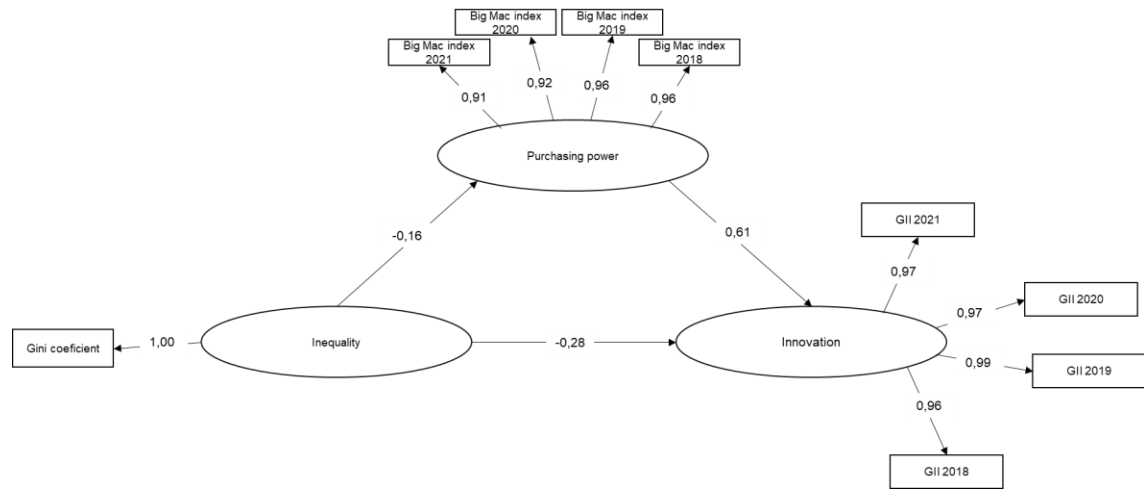 Big Mac index
2020
Big Mac index
2019
Big Mac index
2021
Big Mac index
2018
0,91
0,92
0,96
0,96
Purchasing power
-0,16
0,61
GII 2021
0,97
GII 2020
0,97
Gini coeficient
1,00
Inequality
-0,28
Innovation
0,99
GII 2019
0,96
GII 2018